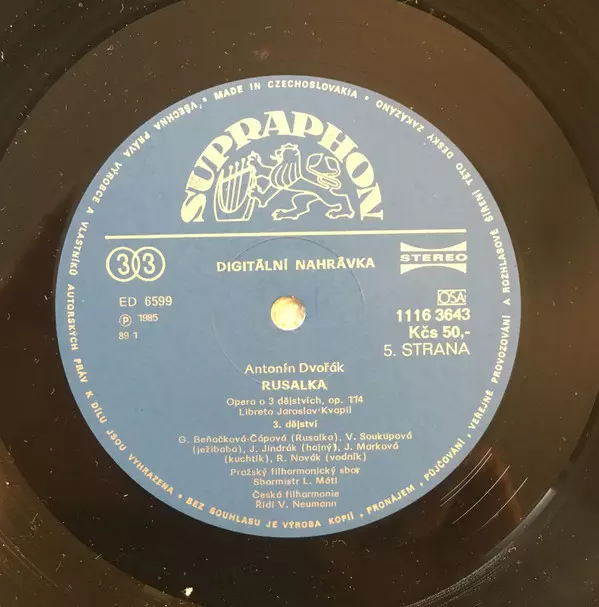 VŠECHNA PRÁVA VÝROBCE A VLASTNÍKŮ AUTORSKÝCH PRÁV K DÍLU JSOU VYHRAZENA • BEZ SOUHLASU JE VÝROBA KOPIÍ • PRONÁJEM • PŮJČOVÁNÍ • VEŘEJNÉ PROVOZOVÁNÍ A ROZHLASOVÉ ŠÍŘENÍ TÉTO DESKY ZAKÁZÁNO • MADE IN CZECHOSLOVAKIA •
SUPRAPHON
33
DIGITÁLNÍ NAHRÁVKA
STEREO
ED 6599
Ⓟ 1985
89 1
OSA
1116 3643
Kčs 50,-
5. STRANA
Antonín Dvořák
RUSALKA
Opera o 3 dějstvích, op. 114
Libreto Jaroslav Kvapil
3. dějství
G. Beňačková-Čápová (Rusalka), V. Soukupová
(ježibaba), J. Jindrák (hajný), J. Marková
(kuchtík), R. Novák (vodník)
Pražský filharmonický sbor
Sbormistr L. Mátl
Česká filharmonie
Řídí V. Neumann